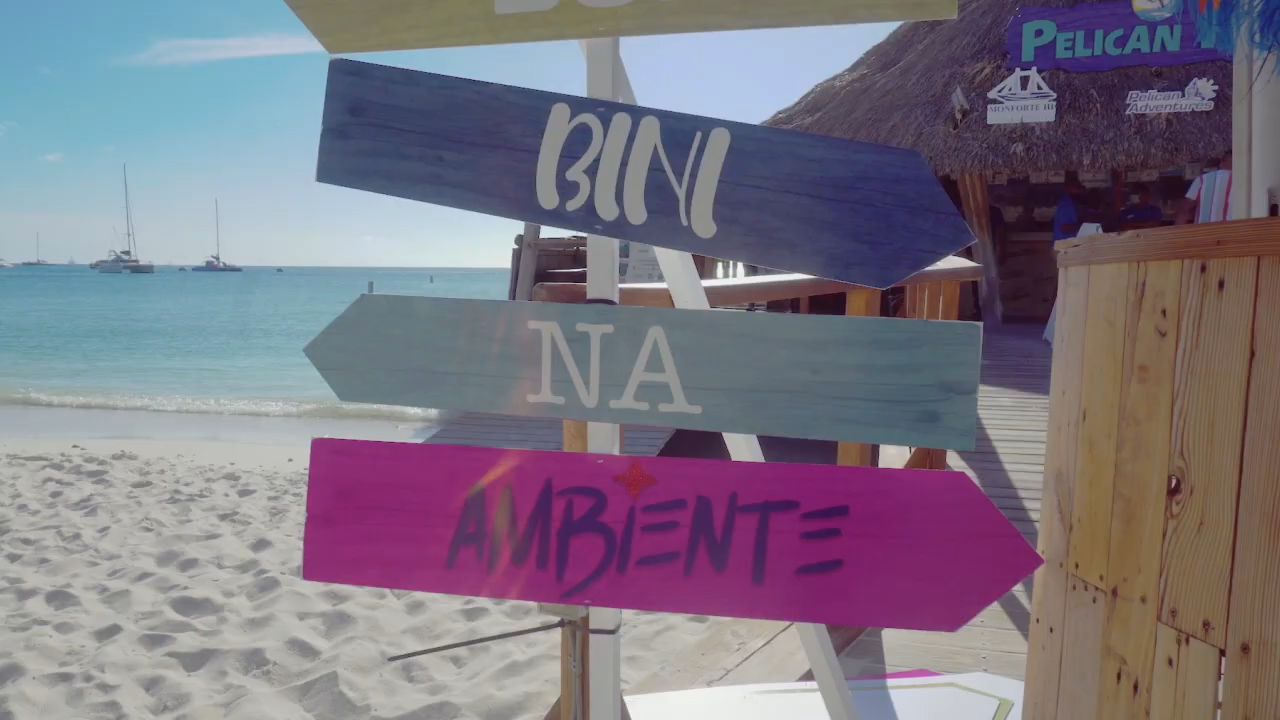 PELICAN
MONFORTE III
Pelican
Adventures
BINI
NA
AMBIENTE